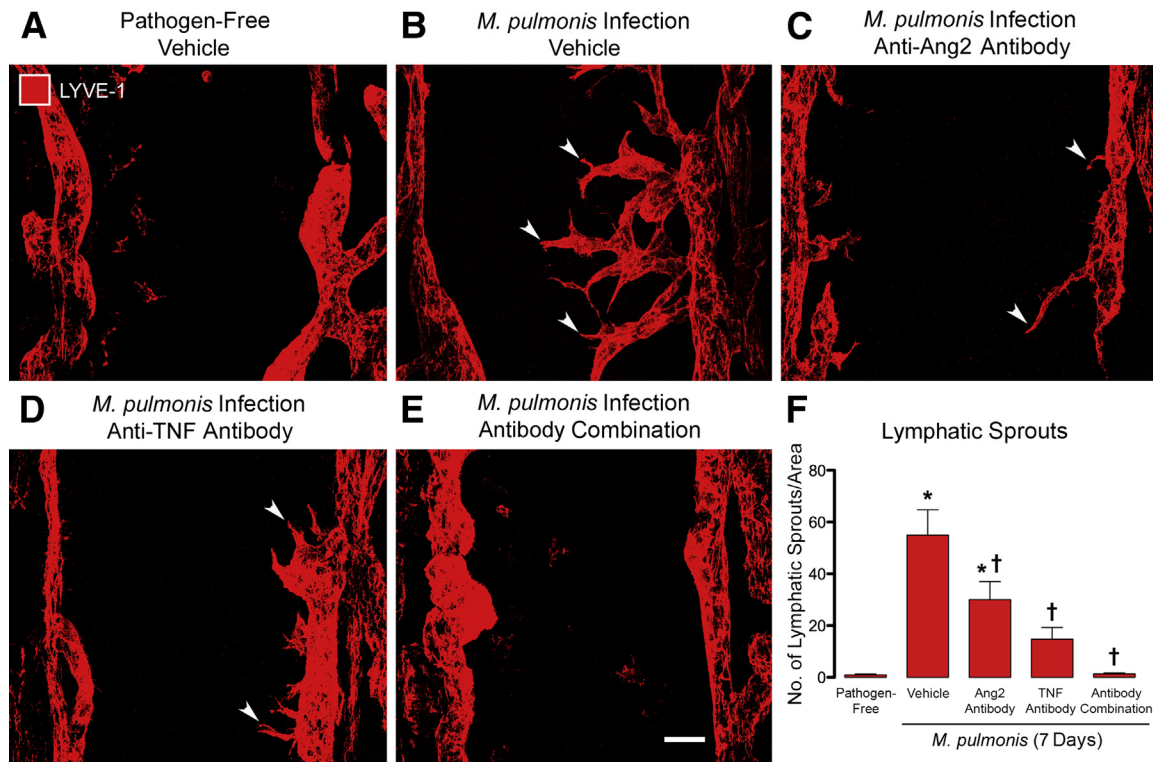 A
Pathogen-Free
Vehicle
LYVE-1
B
M. pulmonis Infection
Vehicle
C
M. pulmonis Infection
Anti-Ang2 Antibody
D
M. pulmonis Infection
Anti-TNF Antibody
E
M. pulmonis Infection
Antibody Combination
F
Lymphatic Sprouts
No. of Lymphatic Sprouts/Area
80
60
40
20
0
*
*†
†
†
Pathogen-
Free
Vehicle
Ang2
Antibody
TNF
Antibody
Antibody
Combination
M. pulmonis (7 Days)